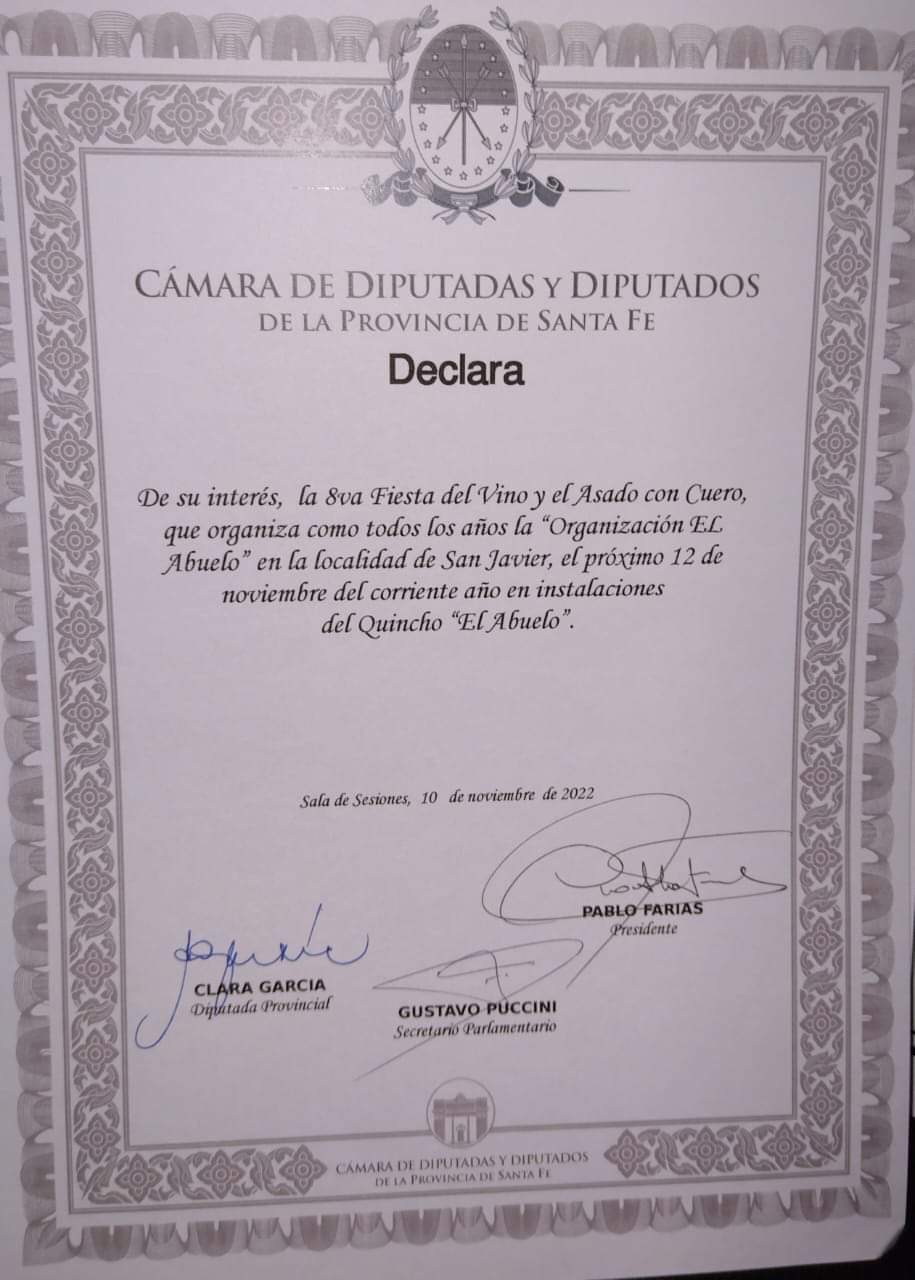 CÁMARA DE DIPUTADAS Y DIPUTADOS
DE LA PROVINCIA DE SANTA FE
Declara
De su interés, la 8va Fiesta del Vino y el Asado con Cuero,
que organiza como todos los años la “Organización EL
Abuelo” en la localidad de San Javier, el próximo 12 de
noviembre del corriente año en instalaciones
del Quincho “El Abuelo”.
Sala de Sesiones, 10 de noviembre de 2022
PABLO FARIAS
Presidente
CLARA GARCIA
Diputada Provincial
GUSTAVO PUCCINI
Secretario Parlamentario
CÁMARA DE DIPUTADAS Y DIPUTADOS
DE LA PROVINCIA DE SANTA FE